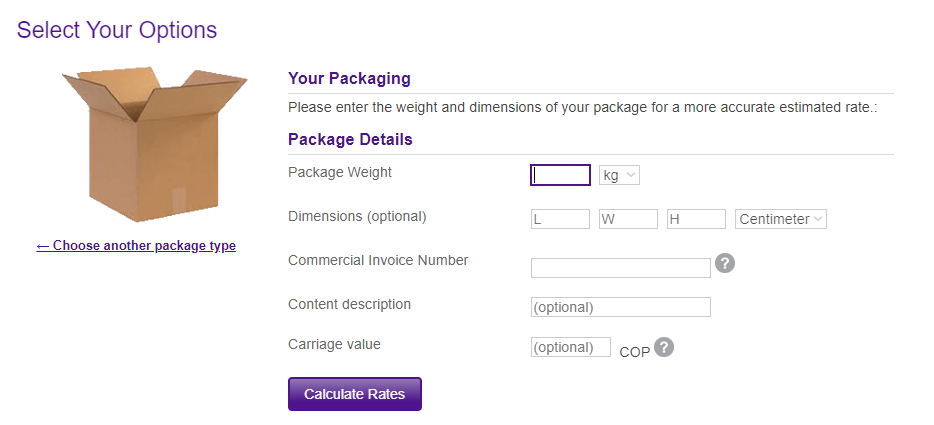 Select Your Options
Your Packaging
Please enter the weight and dimensions of your package for a more accurate estimated rate.:
Package Details
Package Weight kg
Dimensions (optional) L W H Centimeter
← Choose another package type
Commercial Invoice Number ?
Content description (optional)
Carriage value (optional) COP ?
Calculate Rates